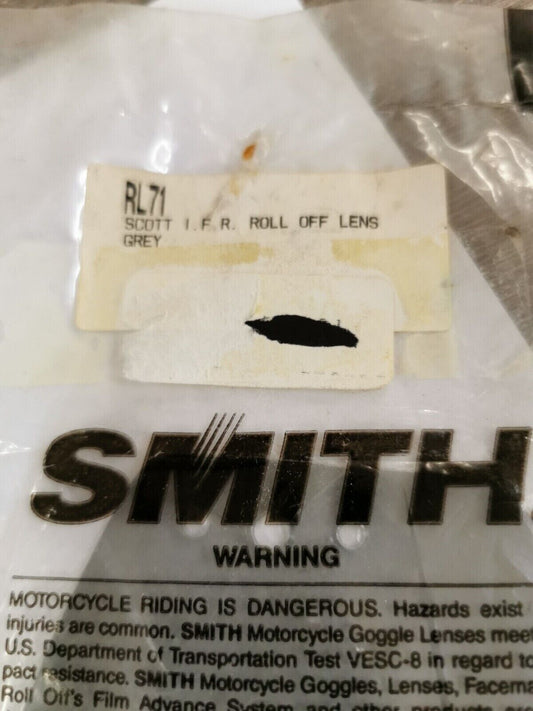 RL71
SCOTT I.F.R. ROLL OFF LENS
GREY
SMITH
WARNING
MOTORCYCLE RIDING IS DANGEROUS. Hazards exist
injuries are common. SMITH Motorcycle Goggle Lenses meet
U.S. Department of Transportation Test VESC-8 in regard to
pact resistance. SMITH Motorcycle Goggles, Lenses, Facema
Roll Off's Film Advance System and other products are